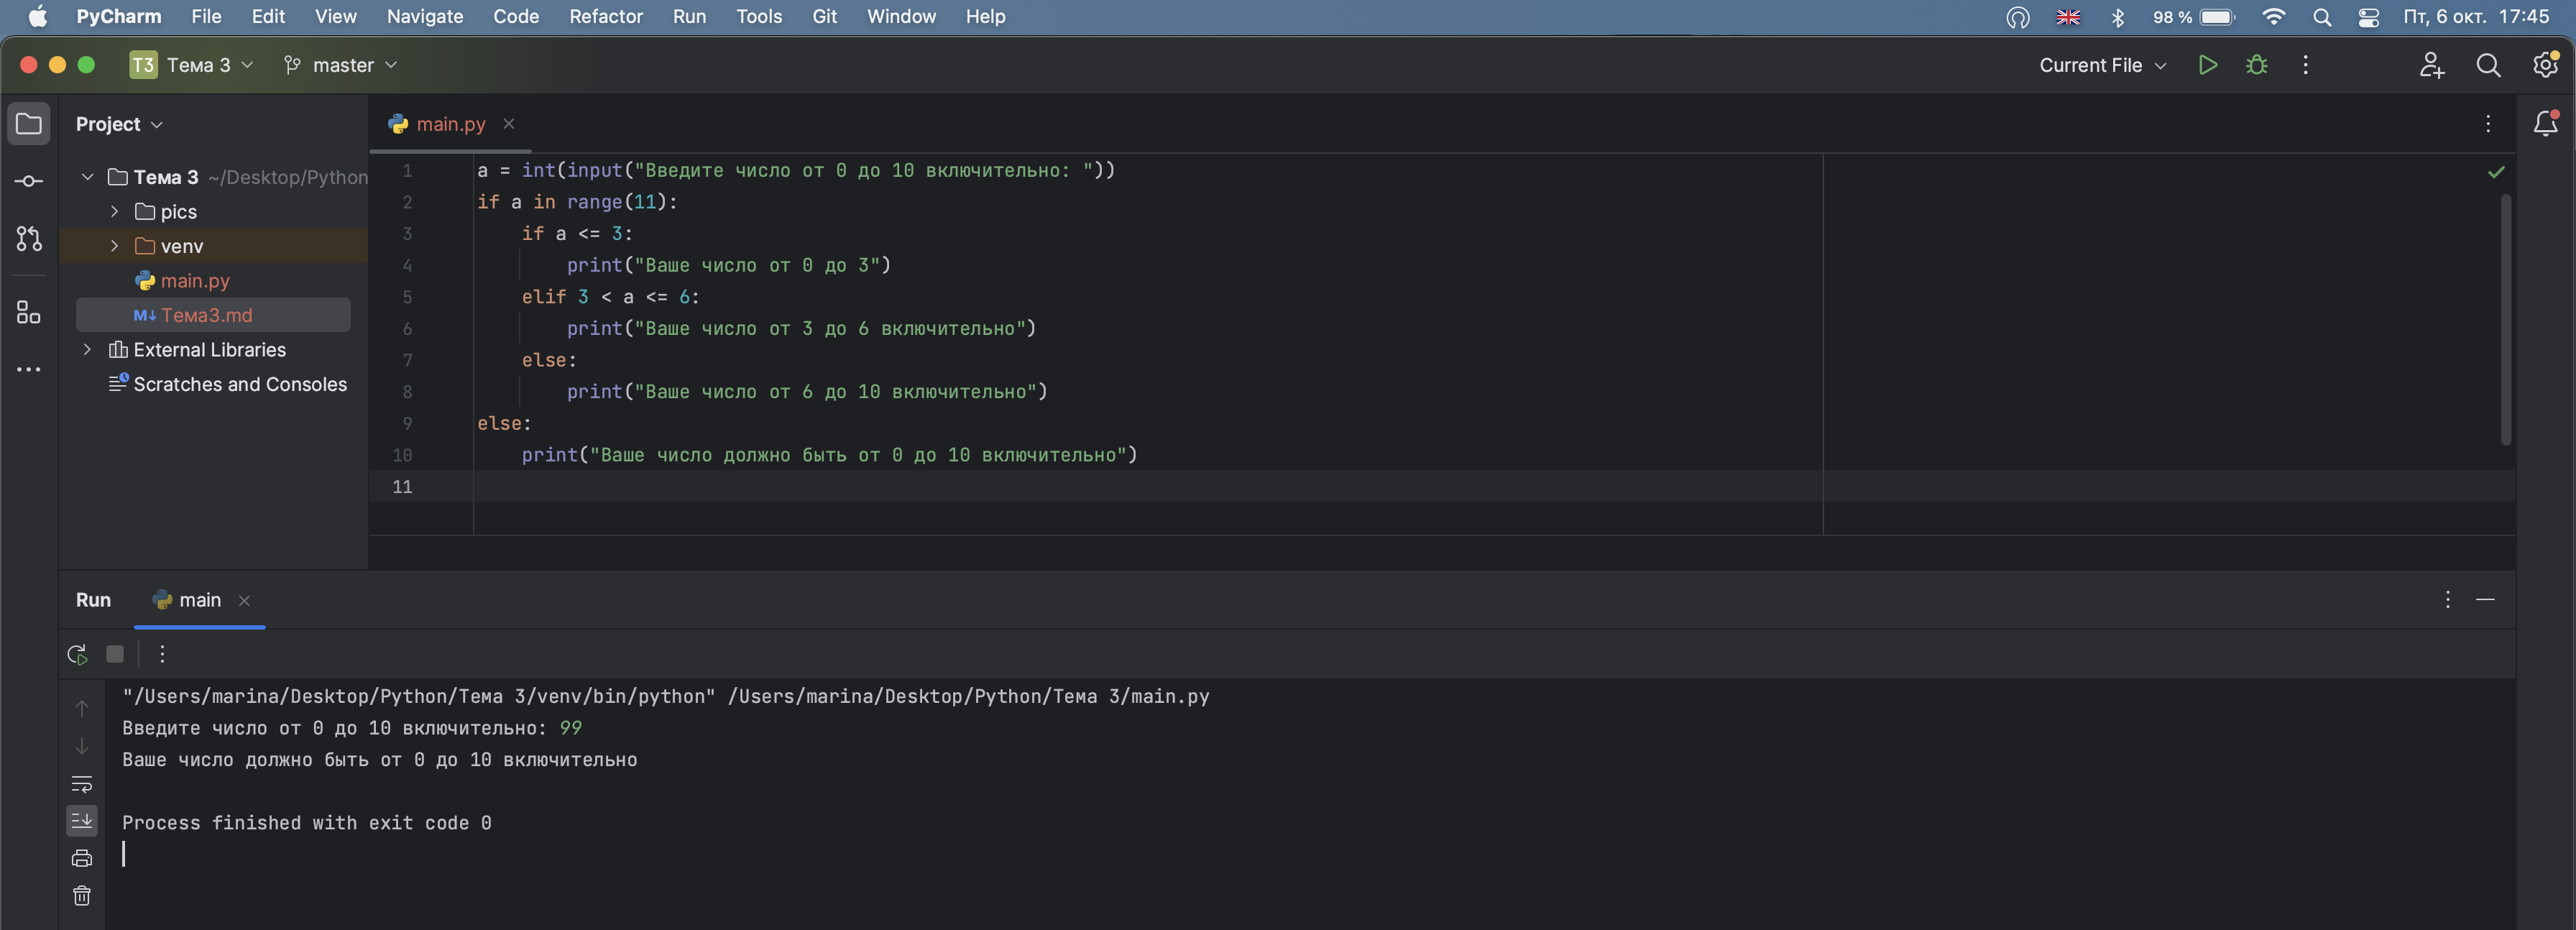 PyCharm File Edit View Navigate Code Refactor Run Tools Git Window Help 98 % Пт, 6 окт. 17:45
T3 Тема 3 master Current File
Project
main.py
Тема 3 ~/Desktop/Python
pics
venv
main.py
M↓ Тема3.md
External Libraries
Scratches and Consoles
1 a = int(input("Введите число от 0 до 10 включительно: "))
2 if a in range(11):
3     if a <= 3:
4         print("Ваше число от 0 до 3")
5     elif 3 < a <= 6:
6         print("Ваше число от 3 до 6 включительно")
7     else:
8         print("Ваше число от 6 до 10 включительно")
9 else:
10     print("Ваше число должно быть от 0 до 10 включительно")
11
Run main
"/Users/marina/Desktop/Python/Тема 3/venv/bin/python" /Users/marina/Desktop/Python/Тема 3/main.py
Введите число от 0 до 10 включительно: 99
Ваше число должно быть от 0 до 10 включительно
Process finished with exit code 0